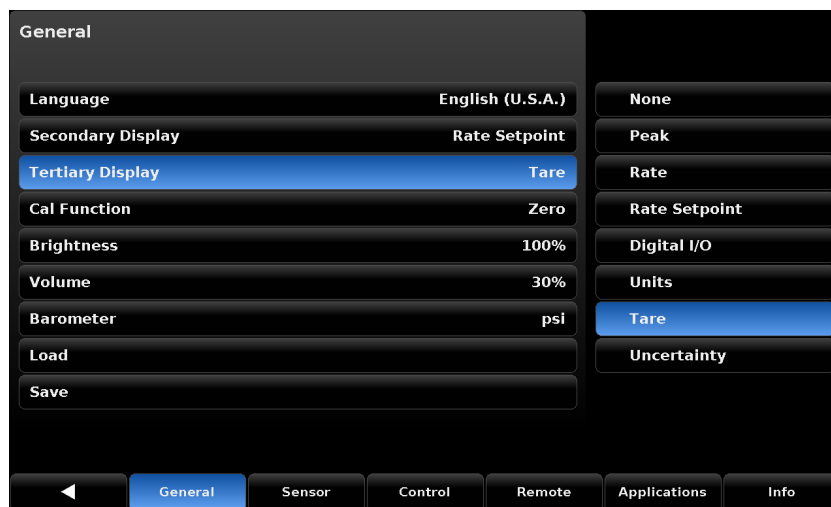 General
Language English (U.S.A.)
Secondary Display Rate Setpoint
Tertiary Display Tare
Cal Function Zero
Brightness 100%
Volume 30%
Barometer psi
Load
Save
None
Peak
Rate
Rate Setpoint
Digital I/O
Units
Tare
Uncertainty
General Sensor Control Remote Applications Info